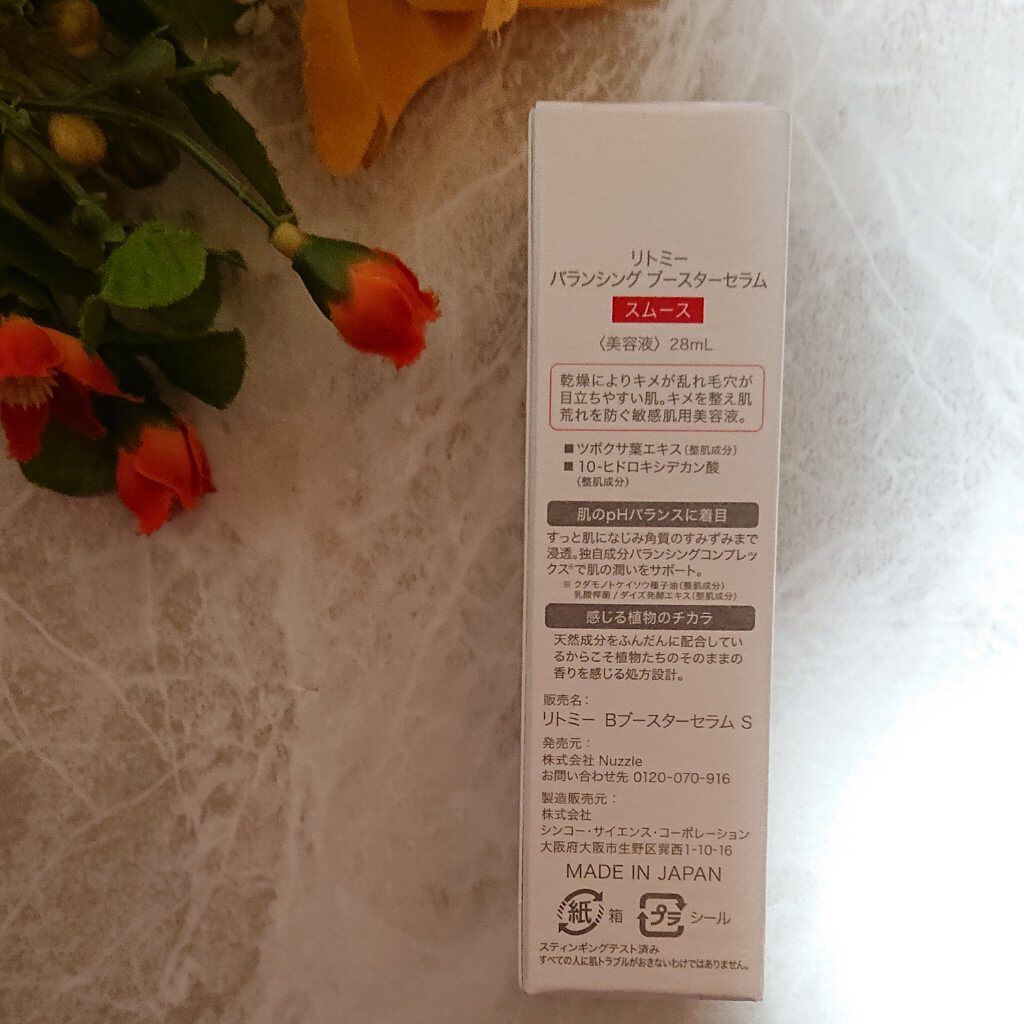 リトミー
バランシング ブースターセラム
スムース
〈美容液〉28mL
乾燥によりキメが乱れ毛穴が
目立ちやすい肌。キメを整え肌
荒れを防ぐ敏感肌用美容液。
■ツボクサ葉エキス(整肌成分)
■10-ヒドロキシデカン酸
(整肌成分)
肌のpHバランスに着目
すっと肌になじみ角質のすみずみまで
浸透。独自成分バランシングコンプレッ
クス※で肌の潤いをサポート。
※ クダモノトケイソウ種子油(整肌成分)
乳酸桿菌/ダイズ発酵エキス(整肌成分)
感じる植物のチカラ
天然成分をふんだんに配合してい
るからこそ植物たちのそのままの
香りを感じる処方設計。
販売名:
リトミー Bブースターセラム S
発売元:
株式会社 Nuzzle
お問い合わせ先 0120-070-916
製造販売元:
株式会社
シンコー・サイエンス・コーポレーション
大阪府大阪市生野区巽西1-10-16
MADE IN JAPAN
紙 箱 プラ シール
スティンギングテスト済み
すべての人に肌トラブルがおきないわけではありません。